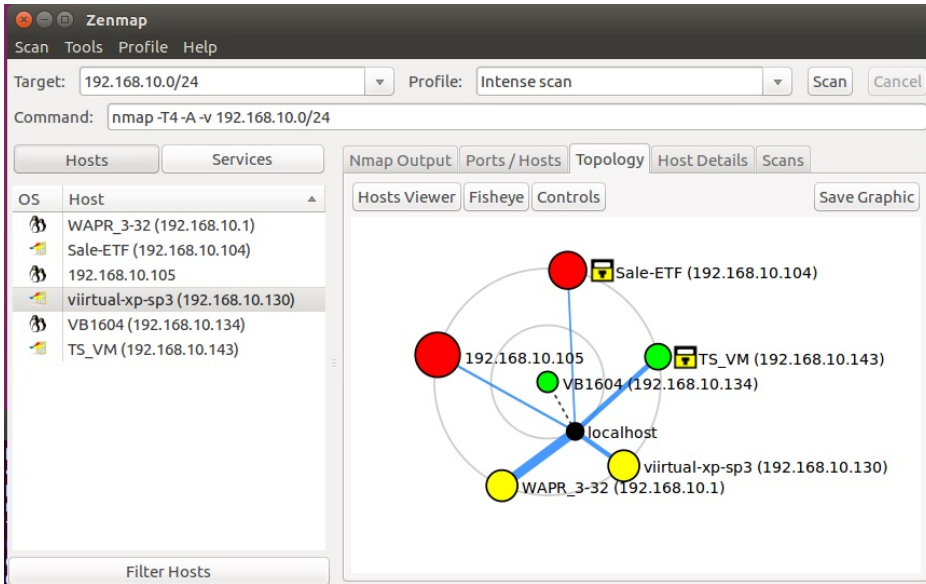 Zenmap
Scan Tools Profile Help
Target: 192.168.10.0/24 Profile: Intense scan Scan Cancel
Command: nmap -T4 -A -v 192.168.10.0/24
Hosts Services
Nmap Output Ports / Hosts Topology Host Details Scans
OS Host
WAPR_3-32 (192.168.10.1)
Sale-ETF (192.168.10.104)
192.168.10.105
viirtual-xp-sp3 (192.168.10.130)
VB1604 (192.168.10.134)
TS_VM (192.168.10.143)
Filter Hosts
Hosts Viewer Fisheye Controls Save Graphic
Sale-ETF (192.168.10.104)
192.168.10.105
TS_VM (192.168.10.143)
VB1604 (192.168.10.134)
localhost
viirtual-xp-sp3 (192.168.10.130)
WAPR_3-32 (192.168.10.1)